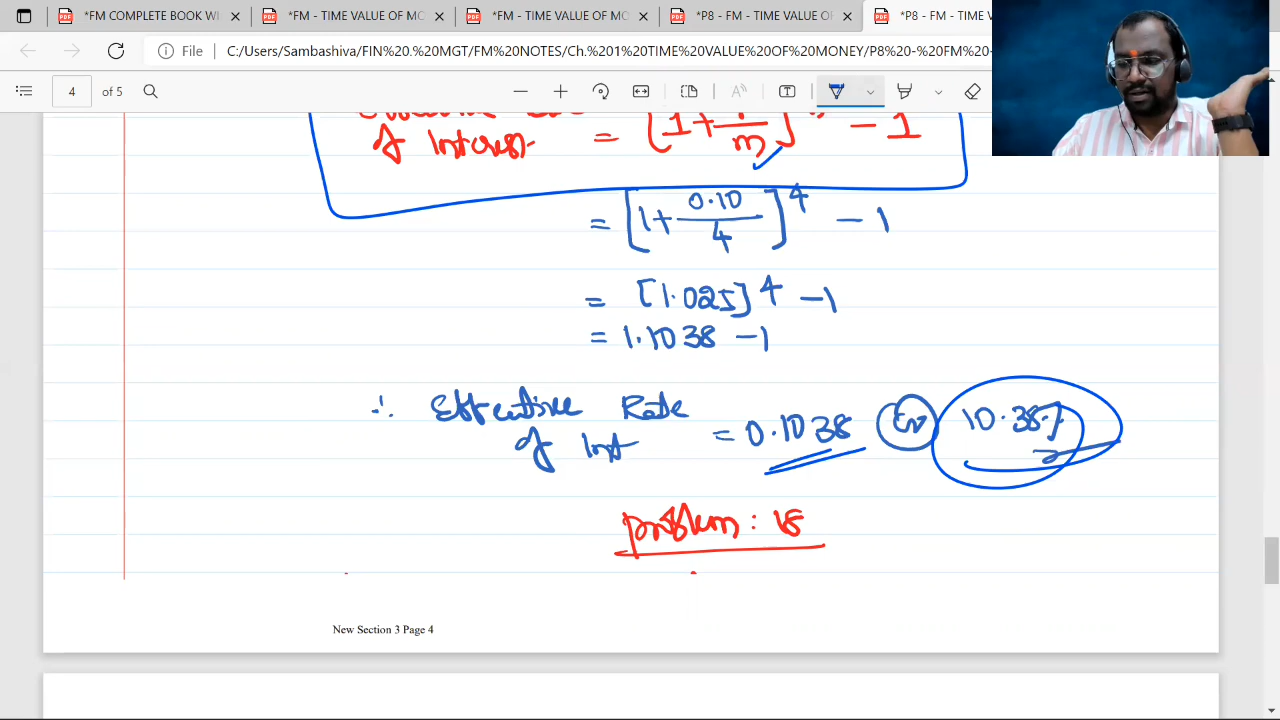 *FM COMPLETE BOOK WI
*FM - TIME VALUE OF MO
*FM - TIME VALUE OF MO
*P8 - FM - TIME VALUE OF
*P8 - FM - TIME V
File C:/Users/Sambashiva/FIN%20.%20MGT/FM%20NOTES/Ch.%201%20TIME%20VALUE%20OF%20MONEY/P8%20-%20FM%20-
4 of 5
of Interest = [1+ /m] - 1
= [1+ 0.10/4]^4 - 1
= [1.025]^4 - 1
= 1.1038 - 1
∴ Effective Rate
of Int = 0.1038 (or) 10.38%
Problem : 18
New Section 3 Page 4